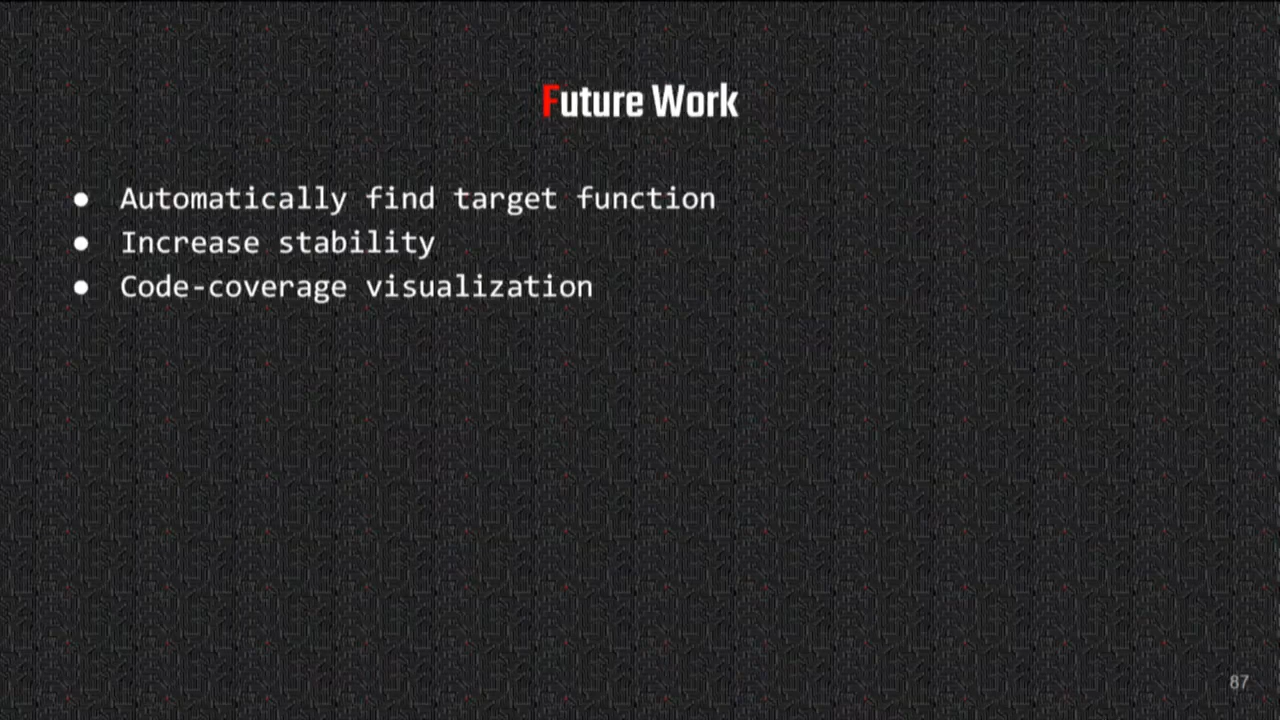 Future Work
● Automatically find target function
● Increase stability
● Code-coverage visualization
87